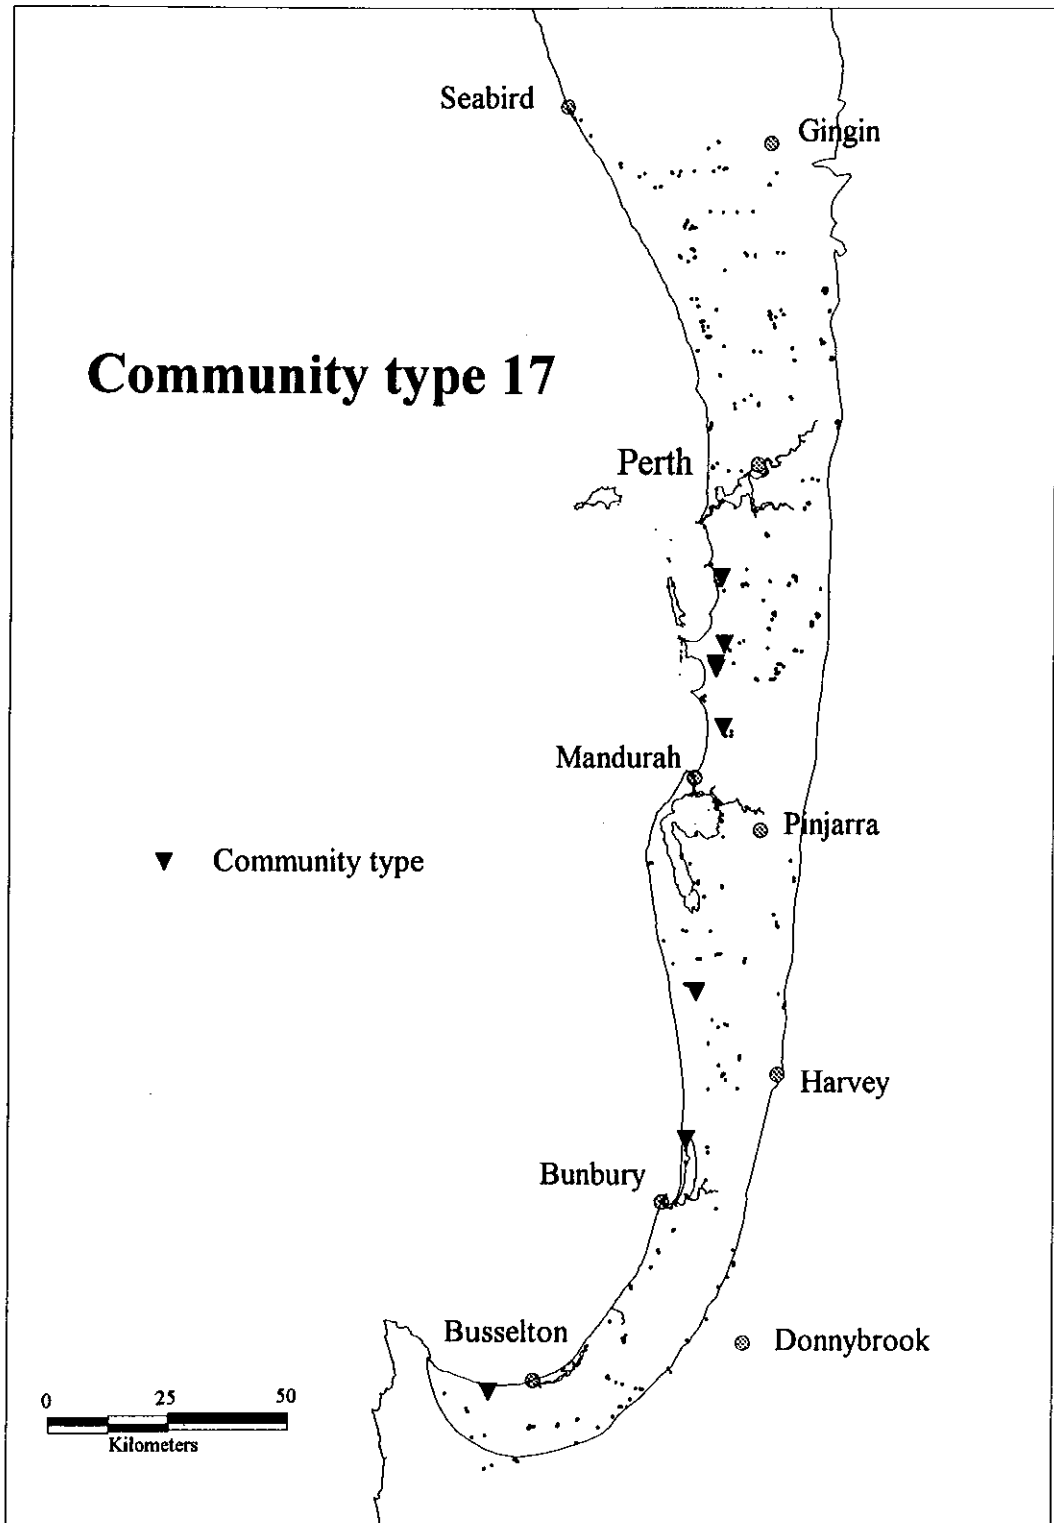 Seabird
Gingin
Community type 17
Perth
Mandurah
Pinjarra
Community type
Harvey
Bunbury
Busselton
Donnybrook
0 25 50
Kilometers